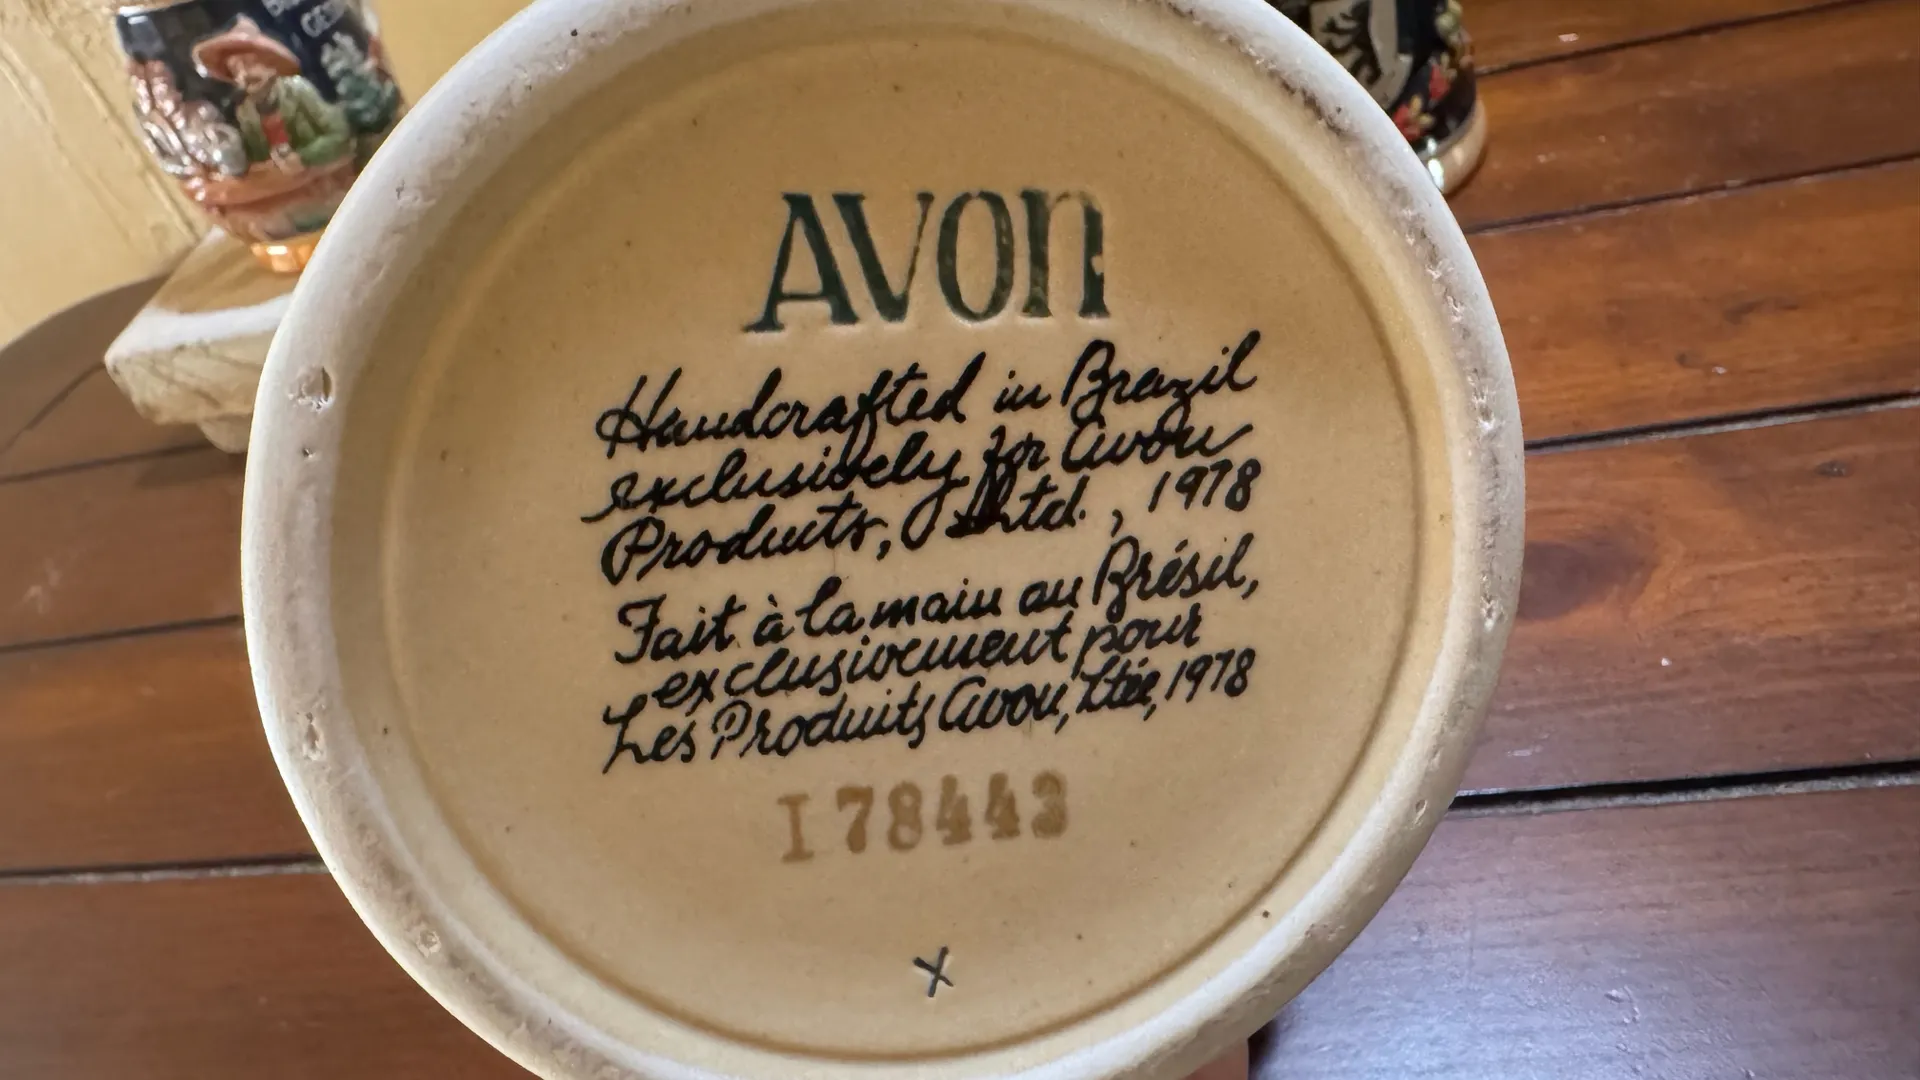 AVON
Handcrafted in Brazil
exclusively for Avon
Products, Ltd., 1978
Fait à la main au Brésil,
exclusivement pour
Les Produits Avon, Ltée, 1978
I 78443
X